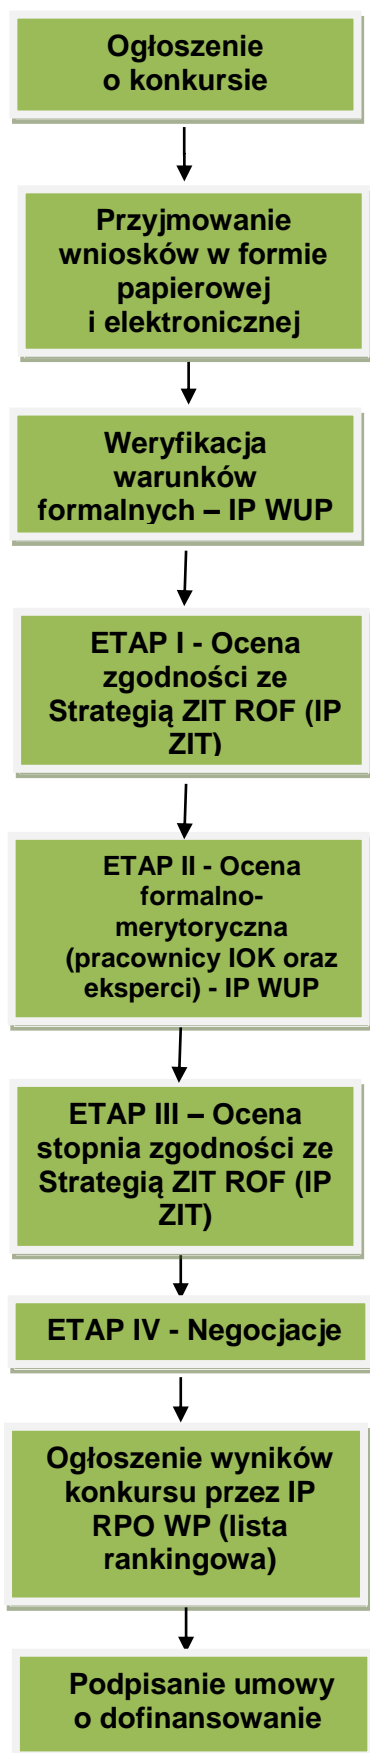 Ogłoszenie
o konkursie
Przyjmowanie
wniosków w formie
papierowej
i elektronicznej
Weryfikacja
warunków
formalnych – IP WUP
ETAP I - Ocena
zgodności ze
Strategią ZIT ROF (IP
ZIT)
ETAP II - Ocena
formalno-
merytoryczna
(pracownicy IOK oraz
eksperci) - IP WUP
ETAP III – Ocena
stopnia zgodności ze
Strategią ZIT ROF (IP
ZIT)
ETAP IV - Negocjacje
Ogłoszenie wyników
konkursu przez IP
RPO WP (lista
rankingowa)
Podpisanie umowy
o dofinansowanie